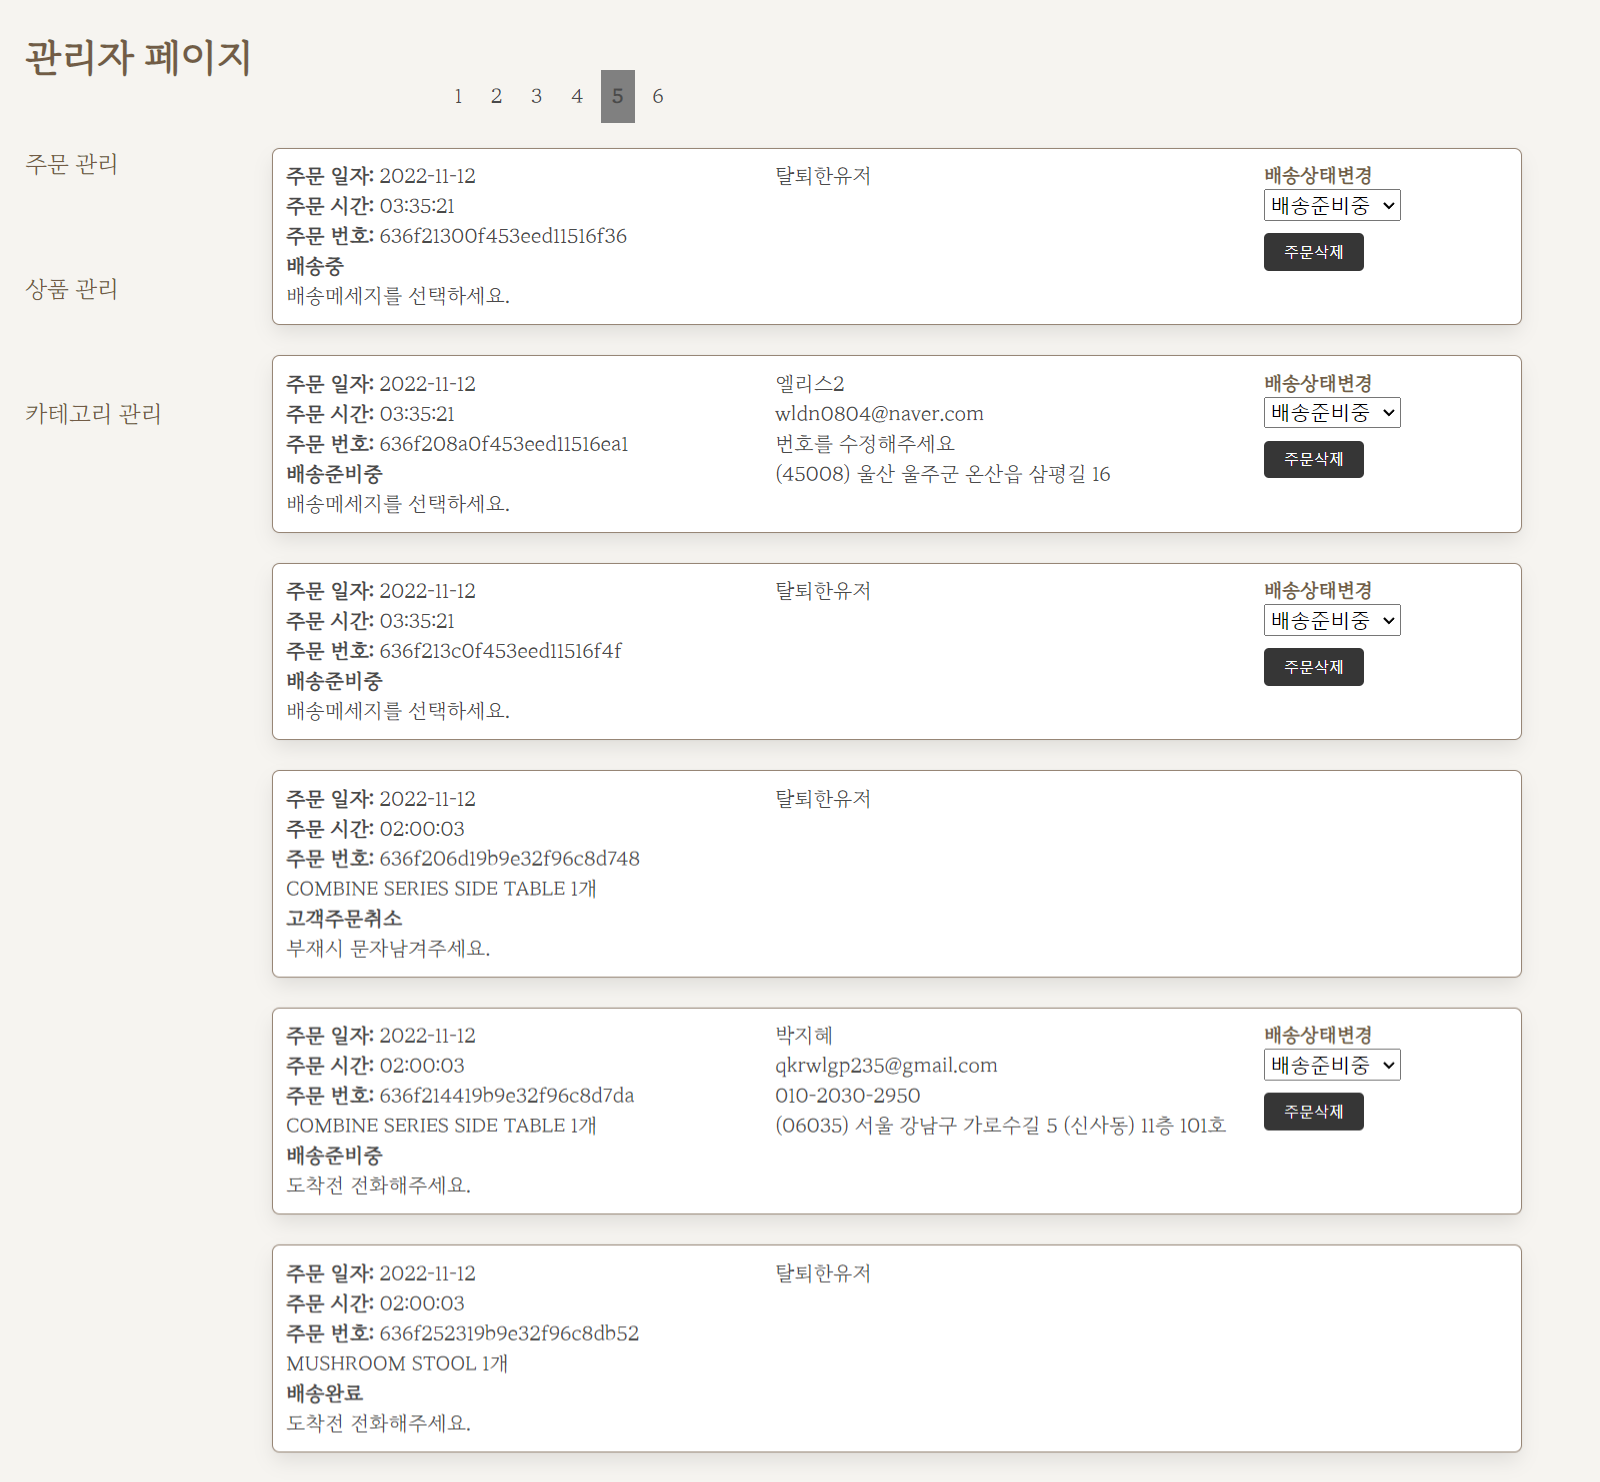 관리자 페이지
1 2 3 4 5 6
주문 관리
상품 관리
카테고리 관리
주문 일자: 2022-11-12
주문 시간: 03:35:21
주문 번호: 636f21300f453eed11516f36
배송중
배송메세지를 선택하세요.
탈퇴한유저
배송상태변경
배송준비중
주문삭제
주문 일자: 2022-11-12
주문 시간: 03:35:21
주문 번호: 636f208a0f453eed11516ea1
배송준비중
배송메세지를 선택하세요.
엘리스2
wldn0804@naver.com
번호를 수정해주세요
(45008) 울산 울주군 온산읍 삼평길 16
배송상태변경
배송준비중
주문삭제
주문 일자: 2022-11-12
주문 시간: 03:35:21
주문 번호: 636f213c0f453eed11516f4f
배송준비중
배송메세지를 선택하세요.
탈퇴한유저
배송상태변경
배송준비중
주문삭제
주문 일자: 2022-11-12
주문 시간: 02:00:03
주문 번호: 636f206d19b9e32f96c8d748
COMBINE SERIES SIDE TABLE 1개
고객주문취소
부재시 문자남겨주세요.
탈퇴한유저
주문 일자: 2022-11-12
주문 시간: 02:00:03
주문 번호: 636f214419b9e32f96c8d7da
COMBINE SERIES SIDE TABLE 1개
배송준비중
도착전 전화해주세요.
박지혜
qkrwlgp235@gmail.com
010-2030-2950
(06035) 서울 강남구 가로수길 5 (신사동) 11층 101호
배송상태변경
배송준비중
주문삭제
주문 일자: 2022-11-12
주문 시간: 02:00:03
주문 번호: 636f252319b9e32f96c8db52
MUSHROOM STOOL 1개
배송완료
도착전 전화해주세요.
탈퇴한유저